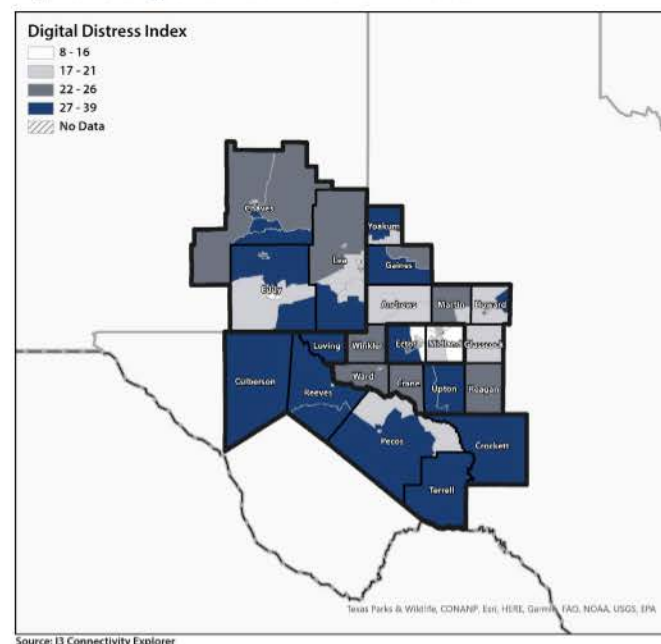 Digital Distress Index
8 - 16
17 - 21
22 - 26
27 - 39
No Data
Chaves
Yoakum
Lea
Gaines
Eddy
Andrews
Martin
Howard
Loving
Winkler
Ector
Midland
Glasscock
Culberson
Reeves
Ward
Crane
Upton
Reagan
Pecos
Crockett
Terrell
Texas Parks & Wildlife, CONANP, Esri, HERE, Garmin, FAO, NOAA, USGS, EPA
Source: I3 Connectivity Explorer